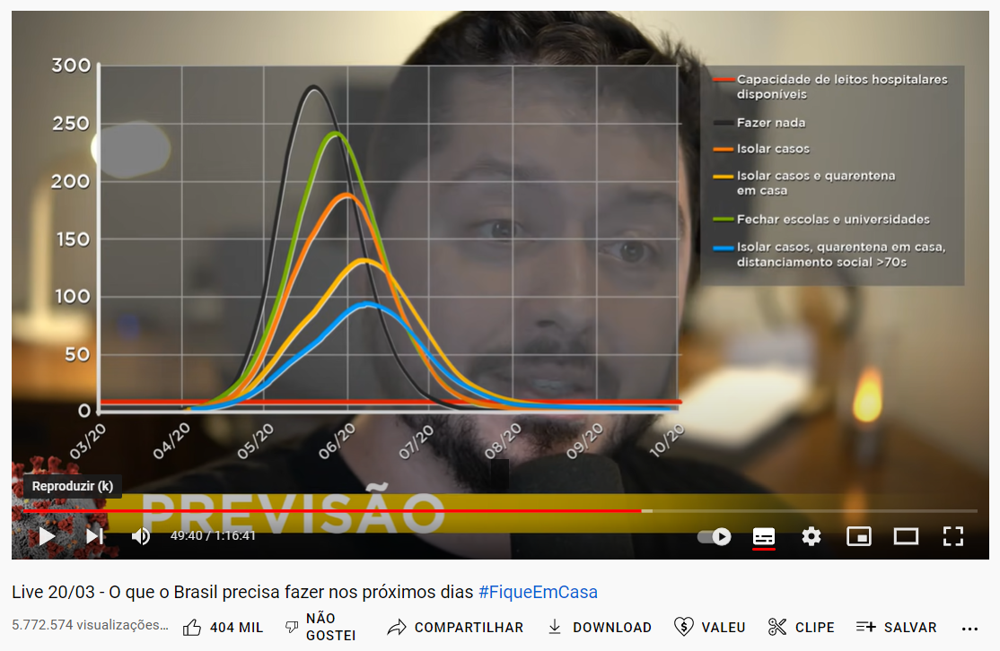 300
250
200
150
100
50
0
03/20
04/20
05/20
06/20
07/20
08/20
09/20
10/20
Capacidade de leitos hospitalares
disponíveis
Fazer nada
Isolar casos
Isolar casos e quarentena
em casa
Fechar escolas e universidades
Isolar casos, quarentena em casa,
distanciamento social >70s
Reproduzir (k)
PREVISÃO
49:40 / 1:16:41
Live 20/03 - O que o Brasil precisa fazer nos próximos dias #FiqueEmCasa
5.772.574 visualizações…
404 MIL
NÃO
GOSTEI
COMPARTILHAR
DOWNLOAD
VALEU
CLIPE
SALVAR